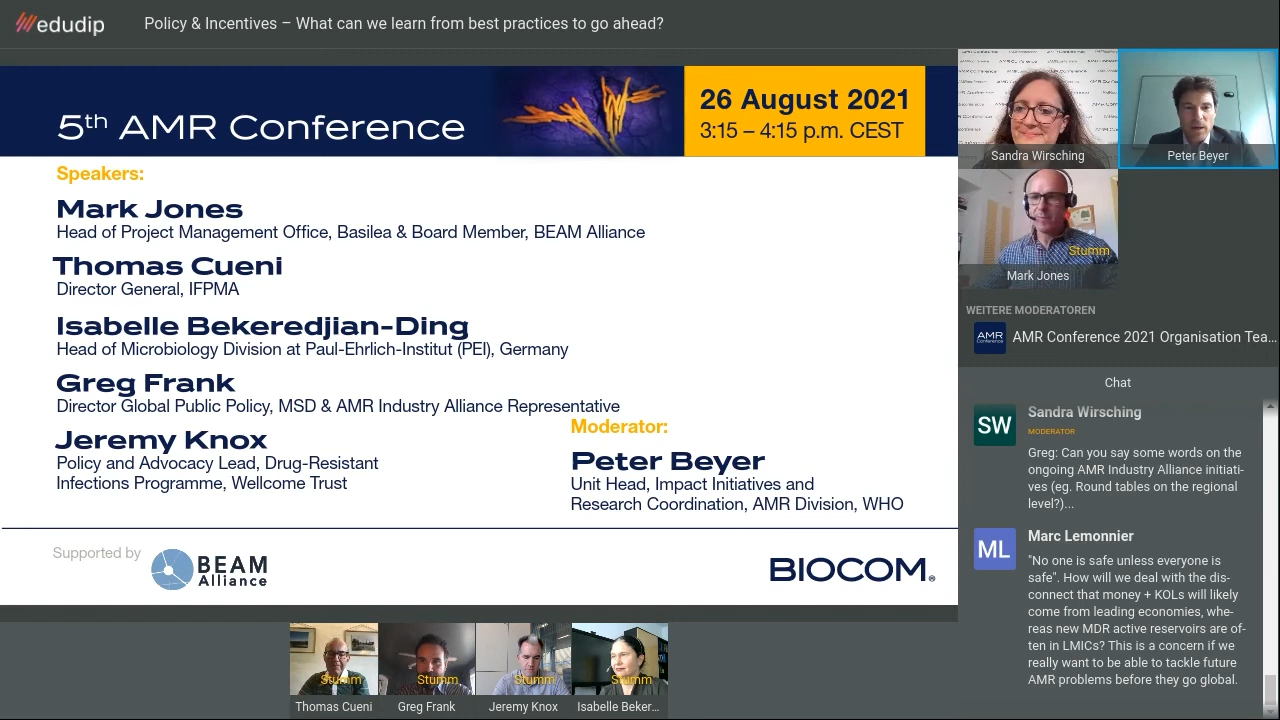 edudip
Policy & Incentives – What can we learn from best practices to go ahead?
5th AMR Conference
26 August 2021
3:15 – 4:15 p.m. CEST
Speakers:
Mark Jones
Head of Project Management Office, Basilea & Board Member, BEAM Alliance
Thomas Cueni
Director General, IFPMA
Isabelle Bekeredjian-Ding
Head of Microbiology Division at Paul-Ehrlich-Institut (PEI), Germany
Greg Frank
Director Global Public Policy, MSD & AMR Industry Alliance Representative
Jeremy Knox
Policy and Advocacy Lead, Drug-Resistant
Infections Programme, Wellcome Trust
Moderator:
Peter Beyer
Unit Head, Impact Initiatives and
Research Coordination, AMR Division, WHO
Supported by
BEAM
Alliance
BIOCOM®
Sandra Wirsching
Peter Beyer
Stumm
Mark Jones
WEITERE MODERATOREN
AMR
Conference
AMR Conference 2021 Organisation Tea...
Chat
SW
Sandra Wirsching
MODERATOR
Greg: Can you say some words on the
ongoing AMR Industry Alliance initiati-
ves (eg. Round tables on the regional
level?)...
ML
Marc Lemonnier
"No one is safe unless everyone is
safe". How will we deal with the dis-
connect that money + KOLs will likely
come from leading economies, whe-
reas new MDR active reservoirs are of-
ten in LMICs? This is a concern if we
really want to be able to tackle future
AMR problems before they go global.
Stumm
Stumm
Stumm
Stumm
Thomas Cueni
Greg Frank
Jeremy Knox
Isabelle Beker...